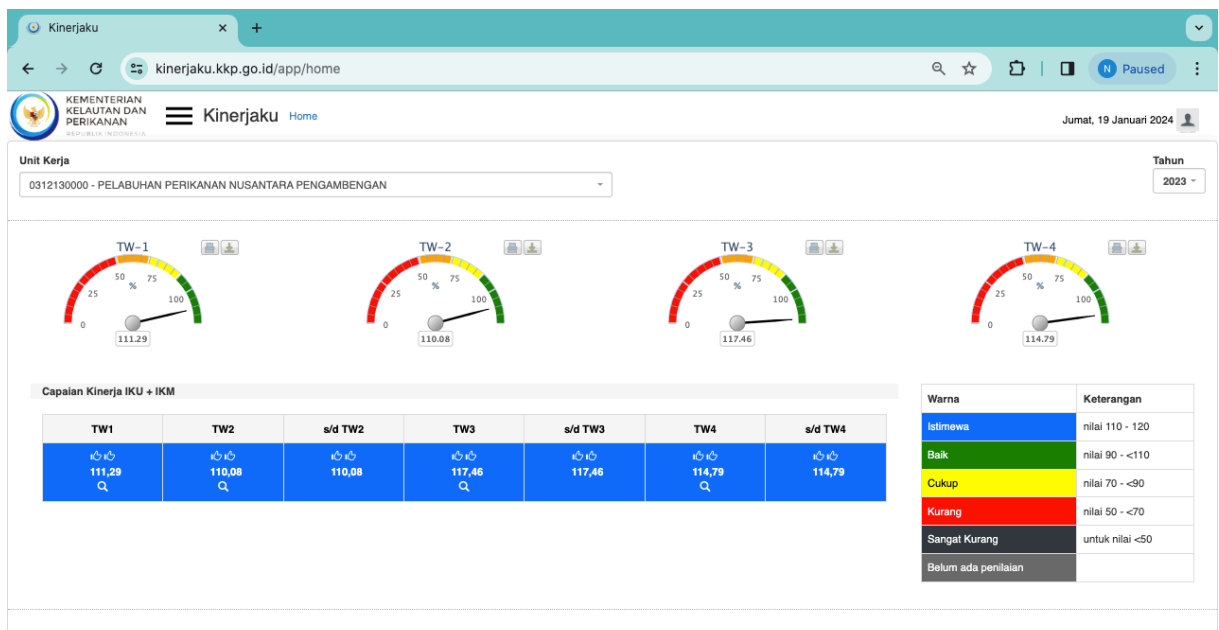 Kinerjaku
kinerjaku.kkp.go.id/app/home
N Paused
KEMENTERIAN
KELAUTAN DAN
PERIKANAN
REPUBLIK INDONESIA
Kinerjaku Home
Jumat, 19 Januari 2024
Unit Kerja
Tahun
0312130000 - PELABUHAN PERIKANAN NUSANTARA PENGAMBENGAN
2023
TW-1
0 25 50 75 100
%
111.29
TW-2
0 25 50 75 100
%
110.08
TW-3
0 25 50 75 100
%
117.46
TW-4
0 25 50 75 100
%
114.79
Capaian Kinerja IKU + IKM
TW1 TW2 s/d TW2 TW3 s/d TW3 TW4 s/d TW4
111,29 110,08 110,08 117,46 117,46 114,79 114,79
Warna Keterangan
Istimewa nilai 110 - 120
Baik nilai 90 - <110
Cukup nilai 70 - <90
Kurang nilai 50 - <70
Sangat Kurang untuk nilai <50
Belum ada penilaian